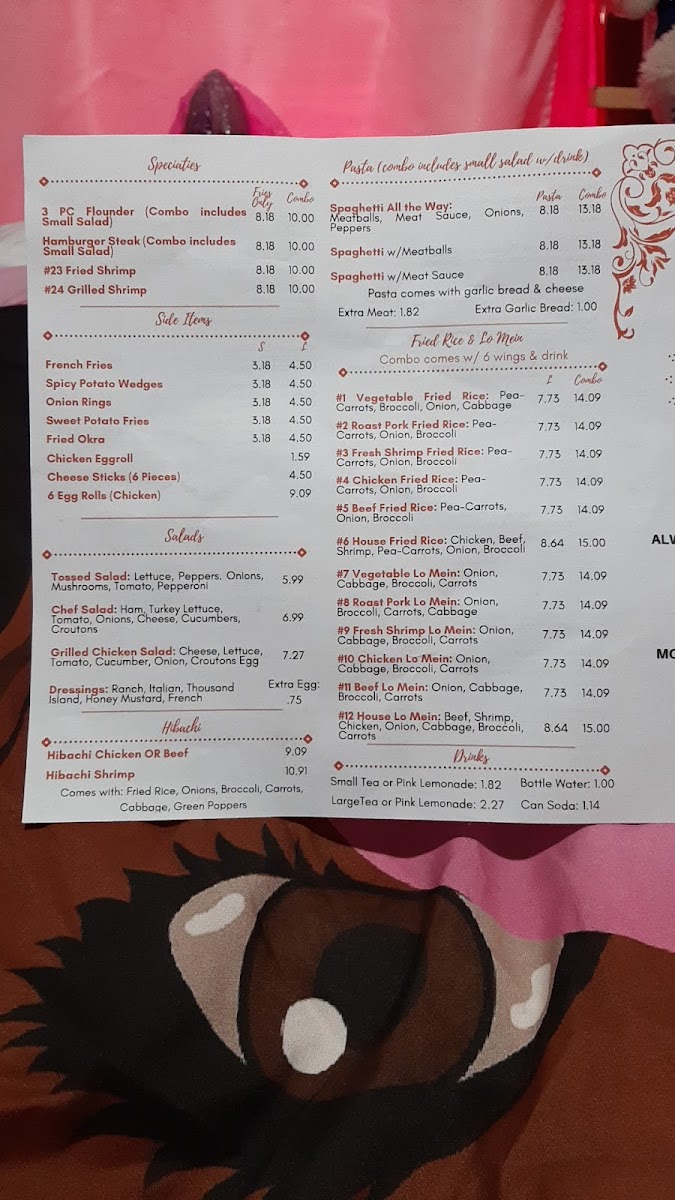 Specialties
Fries
Only Combo
3 PC Flounder (Combo includes
Small Salad) 8.18 10.00
Hamburger Steak (Combo includes
Small Salad) 8.18 10.00
#23 Fried Shrimp 8.18 10.00
#24 Grilled Shrimp 8.18 10.00
Side Items
S L
French Fries 3.18 4.50
Spicy Potato Wedges 3.18 4.50
Onion Rings 3.18 4.50
Sweet Potato Fries 3.18 4.50
Fried Okra 3.18 4.50
Chicken Eggroll 1.59
Cheese Sticks (6 Pieces) 4.50
6 Egg Rolls (Chicken) 9.09
Salads
Tossed Salad: Lettuce, Peppers. Onions,
Mushrooms, Tomato, Pepperoni 5.99
Chef Salad: Ham, Turkey Lettuce,
Tomato, Onions, Cheese, Cucumbers,
Croutons 6.99
Grilled Chicken Salad: Cheese, Lettuce,
Tomato, Cucumber, Onion, Croutons Egg 7.27
Dressings: Ranch, Italian, Thousand
Island, Honey Mustard, French
Extra Egg:
.75
Hibachi
Hibachi Chicken OR Beef 9.09
Hibachi Shrimp 10.91
Comes with: Fried Rice, Onions, Broccoli, Carrots,
Cabbage, Green Poppers
Pasta (combo includes small salad w/drink)
Pasta Combo
Spaghetti All the Way: 8.18 13.18
Meatballs, Meat Sauce, Onions,
Peppers
Spaghetti w/Meatballs 8.18 13.18
Spaghetti w/Meat Sauce 8.18 13.18
Pasta comes with garlic bread & cheese
Extra Meat: 1.82 Extra Garlic Bread: 1.00
Fried Rice & Lo Mein
Combo comes w/ 6 wings & drink
L Combo
#1 Vegetable Fried Rice: Pea-
Carrots, Broccoli, Onion, Cabbage 7.73 14.09
#2 Roast Pork Fried Rice: Pea-
Carrots, Onion, Broccoli 7.73 14.09
#3 Fresh Shrimp Fried Rice: Pea-
Carrots, Onion, Broccoli 7.73 14.09
#4 Chicken Fried Rice: Pea-
Carrots, Onion, Broccoli 7.73 14.09
#5 Beef Fried Rice: Pea-Carrots,
Onion, Broccoli 7.73 14.09
#6 House Fried Rice: Chicken, Beef,
Shrimp, Pea-Carrots, Onion, Broccoli 8.64 15.00
#7 Vegetable Lo Mein: Onion,
Cabbage, Broccoli, Carrots 7.73 14.09
#8 Roast Pork Lo Mein: Onion,
Broccoli, Carrots, Cabbage 7.73 14.09
#9 Fresh Shrimp Lo Mein: Onion,
Cabbage, Broccoli, Carrots 7.73 14.09
#10 Chicken Lo Mein: Onion,
Cabbage, Broccoli, Carrots 7.73 14.09
#11 Beef Lo Mein: Onion, Cabbage,
Broccoli, Carrots 7.73 14.09
#12 House Lo Mein: Beef, Shrimp,
Chicken, Onion, Cabbage, Broccoli,
Carrots 8.64 15.00
Drinks
Small Tea or Pink Lemonade: 1.82 Bottle Water: 1.00
LargeTea or Pink Lemonade: 2.27 Can Soda: 1.14